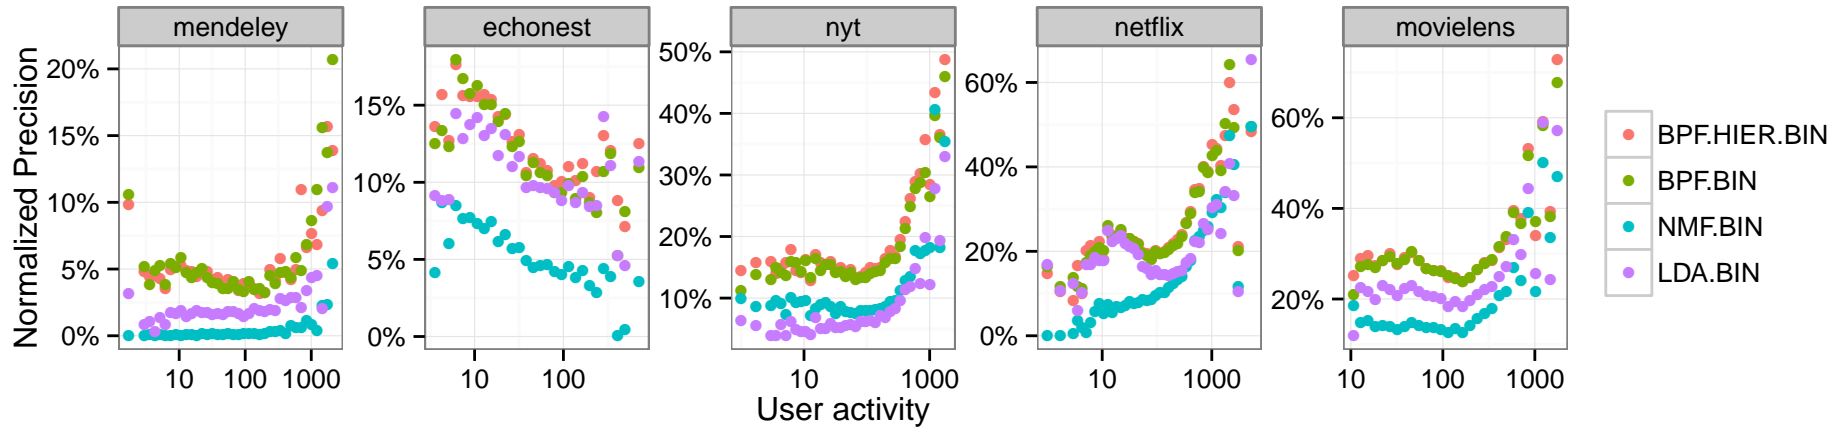 mendeley echonest nyt netflix movielens
Normalized Precision
20%
15%
10%
5%
0%
10 100 1000
15%
10%
5%
0%
10 100
50%
40%
30%
20%
10%
10 1000
60%
40%
20%
0%
10 1000
60%
40%
20%
10 100 1000
User activity
BPF.HIER.BIN
BPF.BIN
NMF.BIN
LDA.BIN